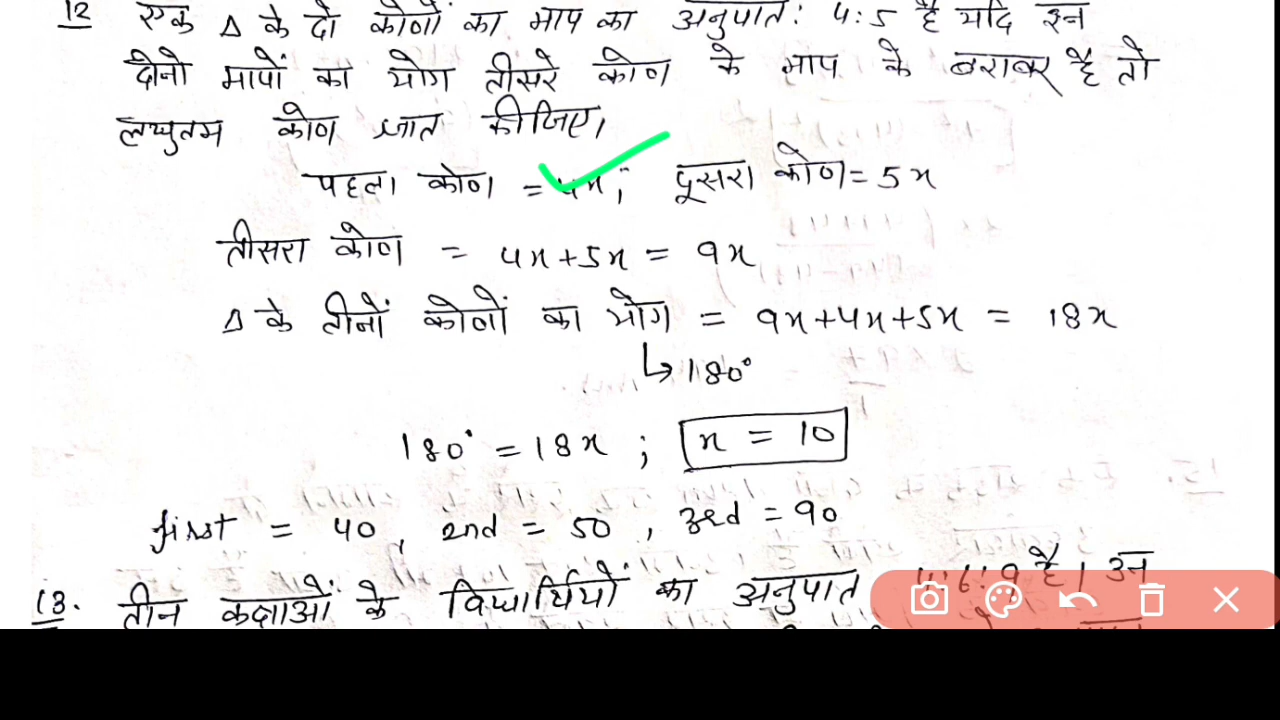 12 एक Δ के दो कोणों का माप का अनुपात: 4:5 है यदि इन
दोनो मापों का योग तीसरे कोण के माप के बराबर है तो
लघुतम कोण ज्ञात कीजिए।
पहला कोण = 4x; दूसरा कोण = 5x
तीसरा कोण = 4x+5x = 9x
Δ के तीनों कोणों का योग = 9x+4x+5x = 18x
↳ 180°
180° = 18x ; x = 10
first = 40, 2nd = 50, 3rd = 90
13. तीन कक्षाओं के विद्यार्थियों का अनुपात है। उन